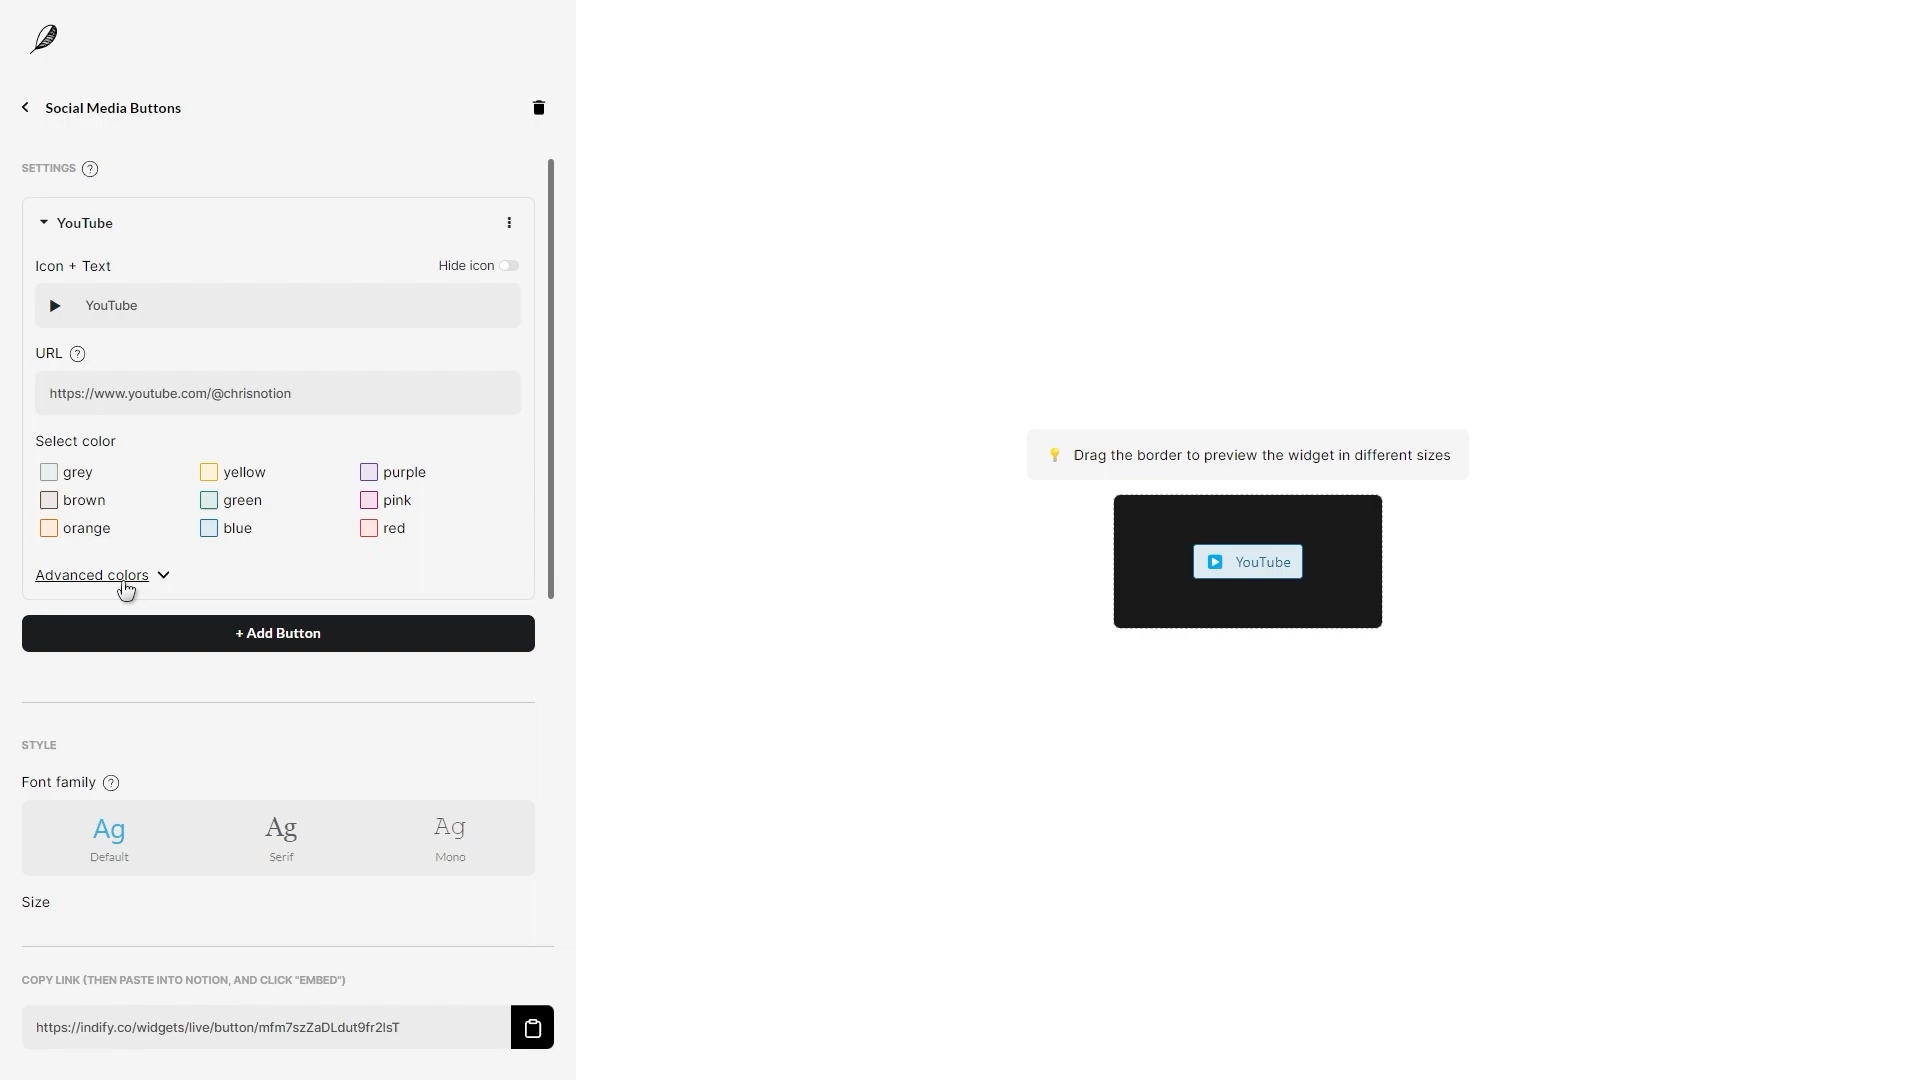 Social Media Buttons
SETTINGS ?
YouTube
Icon + Text
Hide icon
YouTube
URL ?
https://www.youtube.com/@chrisnotion
Select color
grey
yellow
purple
brown
green
pink
orange
blue
red
Advanced colors
+ Add Button
STYLE
Font family ?
Ag
Ag
Ag
Default
Serif
Mono
Size
COPY LINK (THEN PASTE INTO NOTION, AND CLICK "EMBED")
https://indify.co/widgets/live/button/mfm7szZaDLdut9fr2lsT
Drag the border to preview the widget in different sizes
YouTube